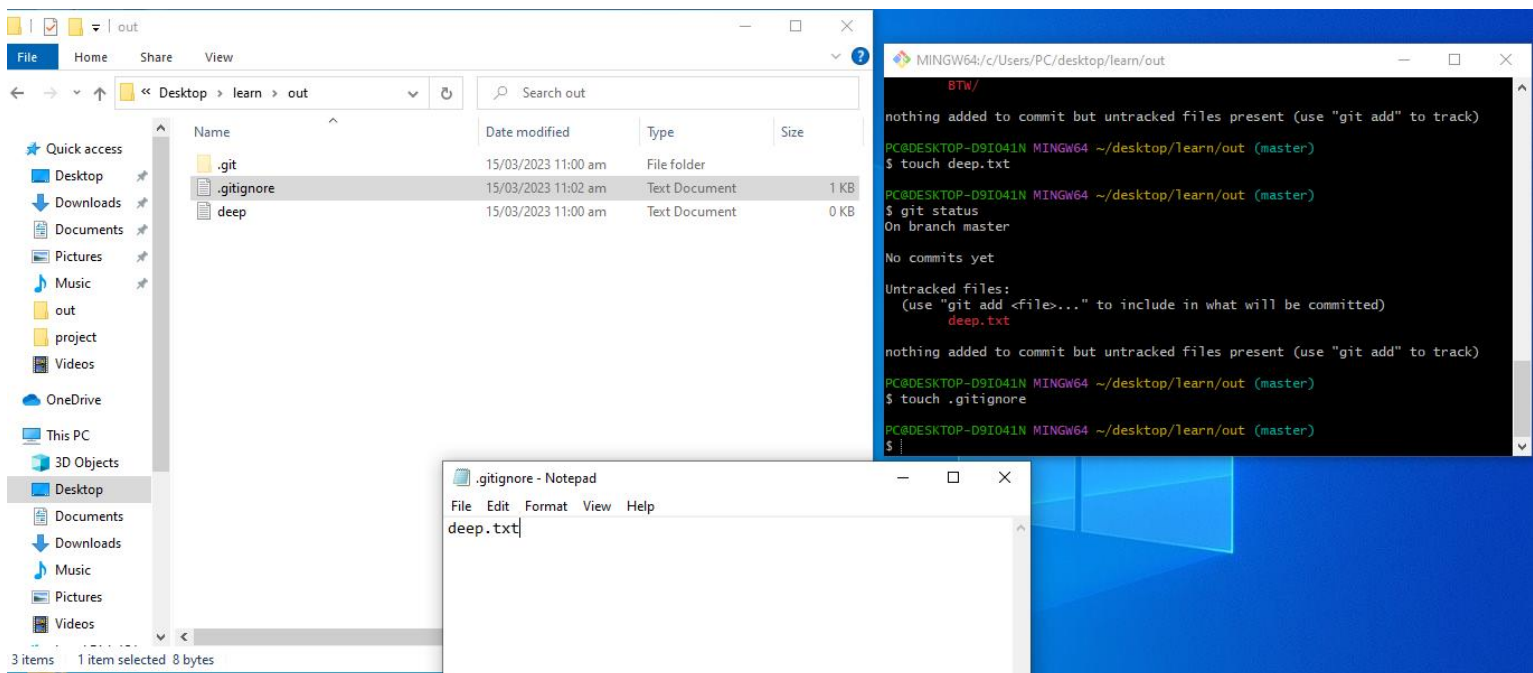 out
File Home Share View
« Desktop › learn › out
Search out
Name Date modified Type Size
.git 15/03/2023 11:00 am File folder
.gitignore 15/03/2023 11:02 am Text Document 1 KB
deep 15/03/2023 11:00 am Text Document 0 KB
Quick access
Desktop
Downloads
Documents
Pictures
Music
out
project
Videos
OneDrive
This PC
3D Objects
Desktop
Documents
Downloads
Music
Pictures
Videos
3 items 1 item selected 8 bytes
MINGW64:/c/Users/PC/desktop/learn/out
BTW/
nothing added to commit but untracked files present (use "git add" to track)
PC@DESKTOP-D9IO41N MINGW64 ~/desktop/learn/out (master)
$ touch deep.txt
PC@DESKTOP-D9IO41N MINGW64 ~/desktop/learn/out (master)
$ git status
On branch master
No commits yet
Untracked files:
(use "git add <file>..." to include in what will be committed)
deep.txt
nothing added to commit but untracked files present (use "git add" to track)
PC@DESKTOP-D9IO41N MINGW64 ~/desktop/learn/out (master)
$ touch .gitignore
PC@DESKTOP-D9IO41N MINGW64 ~/desktop/learn/out (master)
$
.gitignore - Notepad
File Edit Format View Help
deep.txt